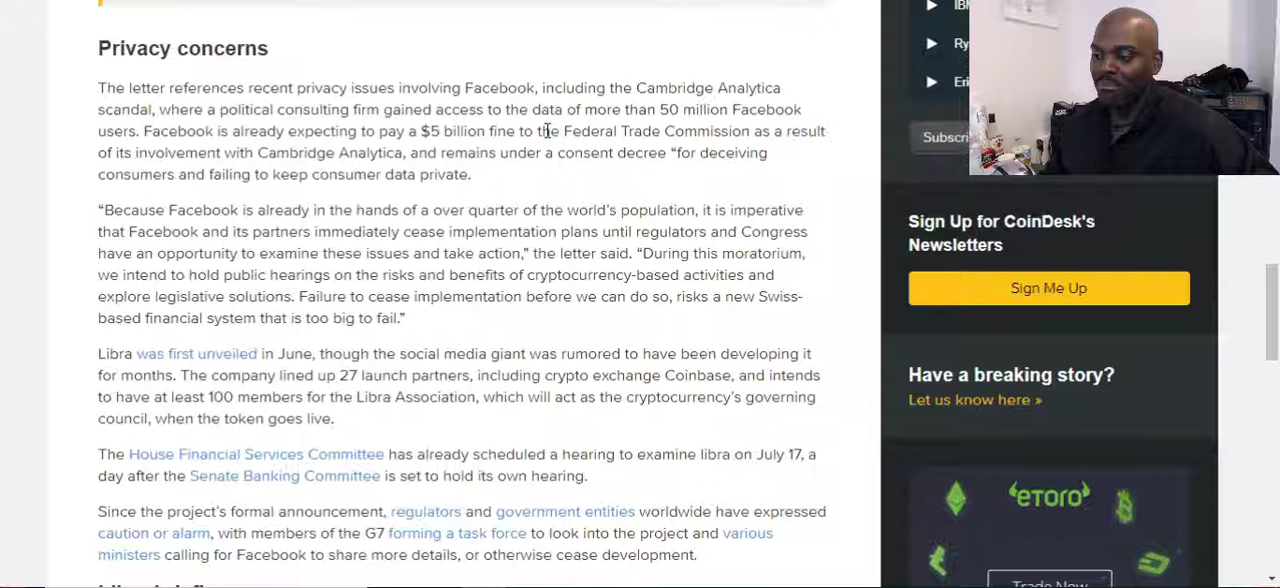 Privacy concerns
The letter references recent privacy issues involving Facebook, including the Cambridge Analytica
scandal, where a political consulting firm gained access to the data of more than 50 million Facebook
users. Facebook is already expecting to pay a $5 billion fine to the Federal Trade Commission as a result
of its involvement with Cambridge Analytica, and remains under a consent decree “for deceiving
consumers and failing to keep consumer data private.
“Because Facebook is already in the hands of a over quarter of the world’s population, it is imperative
that Facebook and its partners immediately cease implementation plans until regulators and Congress
have an opportunity to examine these issues and take action,” the letter said. “During this moratorium,
we intend to hold public hearings on the risks and benefits of cryptocurrency-based activities and
explore legislative solutions. Failure to cease implementation before we can do so, risks a new Swiss-
based financial system that is too big to fail.”
Libra was first unveiled in June, though the social media giant was rumored to have been developing it
for months. The company lined up 27 launch partners, including crypto exchange Coinbase, and intends
to have at least 100 members for the Libra Association, which will act as the cryptocurrency’s governing
council, when the token goes live.
The House Financial Services Committee has already scheduled a hearing to examine libra on July 17, a
day after the Senate Banking Committee is set to hold its own hearing.
Since the project’s formal announcement, regulators and government entities worldwide have expressed
caution or alarm, with members of the G7 forming a task force to look into the project and various
ministers calling for Facebook to share more details, or otherwise cease development.
Ry
Eri
Subscri
Sign Up for CoinDesk's
Newsletters
Sign Me Up
Have a breaking story?
Let us know here »
eToro
Trade Now